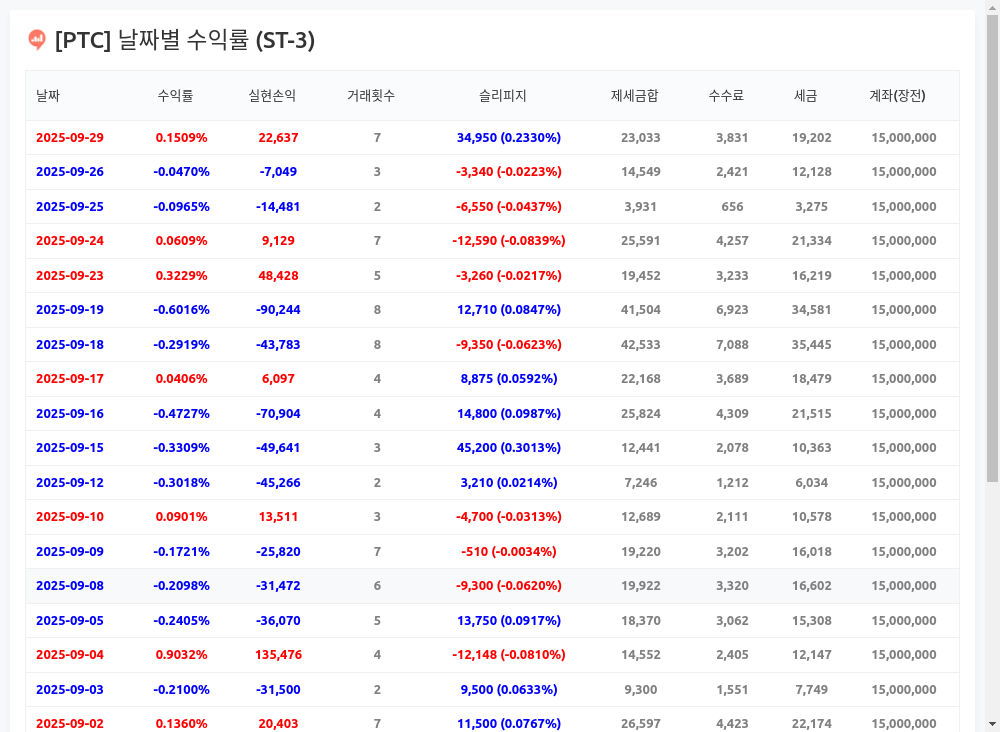 [PTC] 날짜별 수익률 (ST-3)
날짜 수익률 실현손익 거래횟수 슬리피지 제세금합 수수료 세금 계좌(장전)
2025-09-29 0.1509% 22,637 7 34,950 (0.2330%) 23,033 3,831 19,202 15,000,000
2025-09-26 -0.0470% -7,049 3 -3,340 (-0.0223%) 14,549 2,421 12,128 15,000,000
2025-09-25 -0.0965% -14,481 2 -6,550 (-0.0437%) 3,931 656 3,275 15,000,000
2025-09-24 0.0609% 9,129 7 -12,590 (-0.0839%) 25,591 4,257 21,334 15,000,000
2025-09-23 0.3229% 48,428 5 -3,260 (-0.0217%) 19,452 3,233 16,219 15,000,000
2025-09-19 -0.6016% -90,244 8 12,710 (0.0847%) 41,504 6,923 34,581 15,000,000
2025-09-18 -0.2919% -43,783 8 -9,350 (-0.0623%) 42,533 7,088 35,445 15,000,000
2025-09-17 0.0406% 6,097 4 8,875 (0.0592%) 22,168 3,689 18,479 15,000,000
2025-09-16 -0.4727% -70,904 4 14,800 (0.0987%) 25,824 4,309 21,515 15,000,000
2025-09-15 -0.3309% -49,641 3 45,200 (0.3013%) 12,441 2,078 10,363 15,000,000
2025-09-12 -0.3018% -45,266 2 3,210 (0.0214%) 7,246 1,212 6,034 15,000,000
2025-09-10 0.0901% 13,511 3 -4,700 (-0.0313%) 12,689 2,111 10,578 15,000,000
2025-09-09 -0.1721% -25,820 7 -510 (-0.0034%) 19,220 3,202 16,018 15,000,000
2025-09-08 -0.2098% -31,472 6 -9,300 (-0.0620%) 19,922 3,320 16,602 15,000,000
2025-09-05 -0.2405% -36,070 5 13,750 (0.0917%) 18,370 3,062 15,308 15,000,000
2025-09-04 0.9032% 135,476 4 -12,148 (-0.0810%) 14,552 2,405 12,147 15,000,000
2025-09-03 -0.2100% -31,500 2 9,500 (0.0633%) 9,300 1,551 7,749 15,000,000
2025-09-02 0.1360% 20,403 7 11,500 (0.0767%) 26,597 4,423 22,174 15,000,000